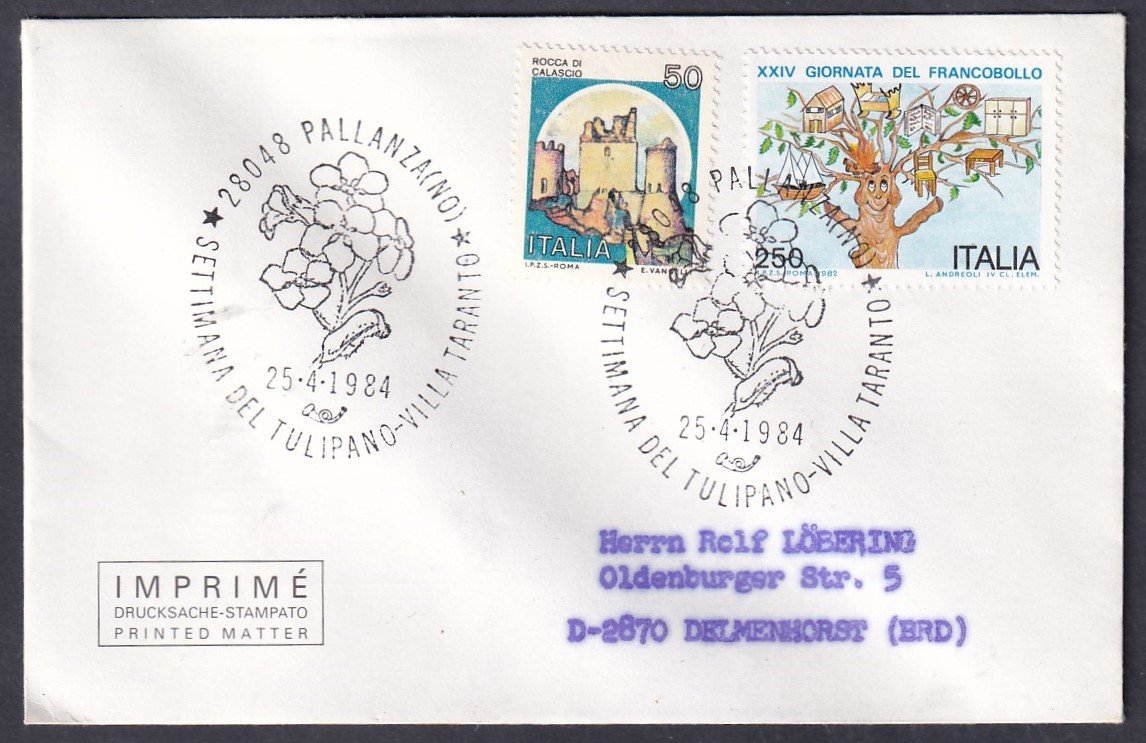 ROCCA DI
CALASCIO
50
ITALIA
I.P.Z.S.-ROMA
XXIV GIORNATA DEL FRANCOBOLLO
250 ITALIA
I.P.Z.S. ROMA 1982 L. ANDREOLI IV CL. ELEM.
★ 28048 PALLANZA(NO) ★
25·4·1984
SETTIMANA DEL TULIPANO-VILLA TARANTO
PALLANZA(NO) ★
25·4·1984
★ SETTIMANA DEL TULIPANO-VILLA TARANTO
Herrn Rolf LÖBERING
Oldenburger Str. 5
D-2870 DELMENHORST (BRD)
IMPRIMÉ
DRUCKSACHE-STAMPATO
PRINTED MATTER